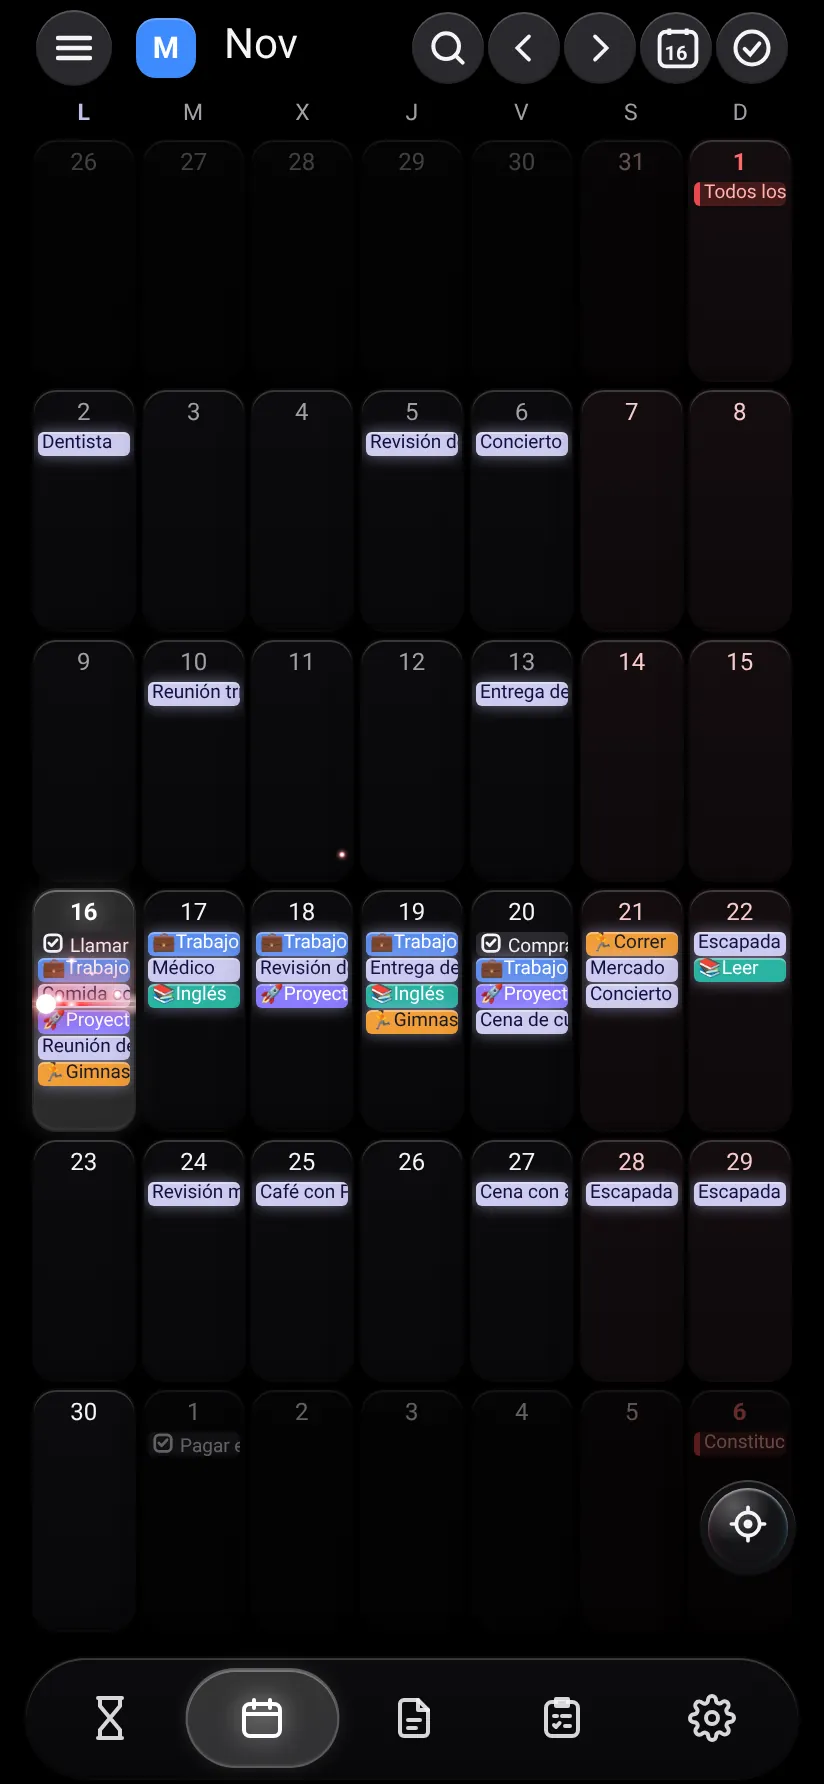 M Nov 16
L M X J V S D
26 27 28 29 30 31 1
Todos los
2 3 4 5 6 7 8
Dentista Revisión d Concierto
9 10 11 12 13 14 15
Reunión tr Entrega de
16 17 18 19 20 21 22
Llamar Trabajo Trabajo Trabajo Compra Correr Escapada
Trabajo Médico Revisión d Entrega de Trabajo Mercado Leer
Comida Inglés Proyect Inglés Proyect Concierto
Proyect Gimnas Cena de cu
Reunión de
Gimnas
23 24 25 26 27 28 29
Revisión m Café con Cena con a Escapada Escapada
30 1 2 3 4 5 6
Pagar e Constituc